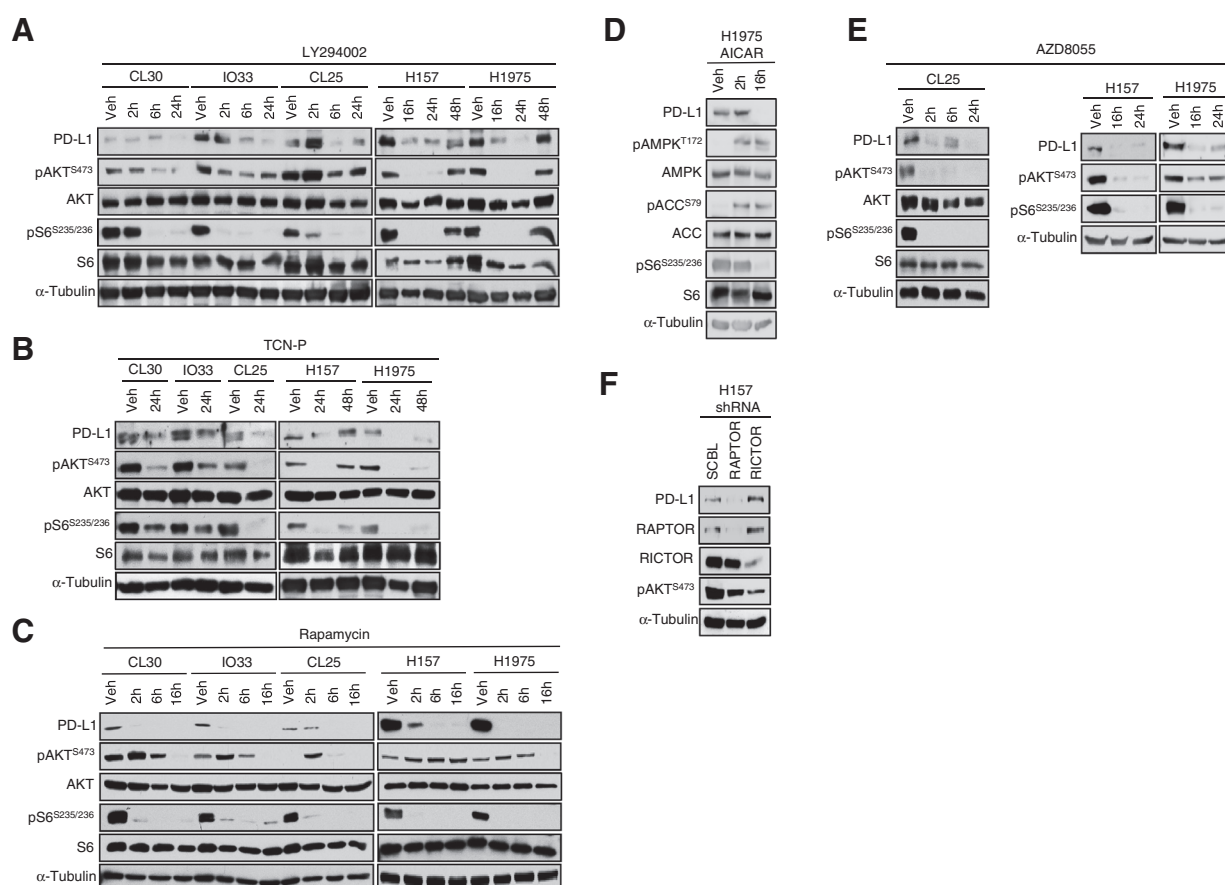 A
LY294002
CL30 IO33 CL25 H157 H1975
Veh 2h 6h 24h Veh 2h 6h 24h Veh 2h 6h 24h Veh 16h 24h 48h Veh 16h 24h 48h
PD-L1
pAKTS473
AKT
pS6S235/236
S6
α-Tubulin
B
TCN-P
CL30 IO33 CL25 H157 H1975
Veh 24h Veh 24h Veh 24h Veh 24h 48h Veh 24h 48h
PD-L1
pAKTS473
AKT
pS6S235/236
S6
α-Tubulin
C
Rapamycin
CL30 IO33 CL25 H157 H1975
Veh 2h 6h 16h Veh 2h 6h 16h Veh 2h 6h 16h Veh 2h 6h 16h Veh 2h 6h 16h
PD-L1
pAKTS473
AKT
pS6S235/236
S6
α-Tubulin
D
H1975
AICAR
Veh 2h 16h
PD-L1
pAMPKT172
AMPK
pACCS79
ACC
pS6S235/236
S6
α-Tubulin
E
AZD8055
CL25
Veh 2h 6h 24h
PD-L1
pAKTS473
AKT
pS6S235/236
S6
α-Tubulin
H157 H1975
Veh 16h 24h Veh 16h 24h
PD-L1
pAKTS473
pS6S235/236
α-Tubulin
F
H157
shRNA
SCBL RAPTOR RICTOR
PD-L1
RAPTOR
RICTOR
pAKTS473
α-Tubulin